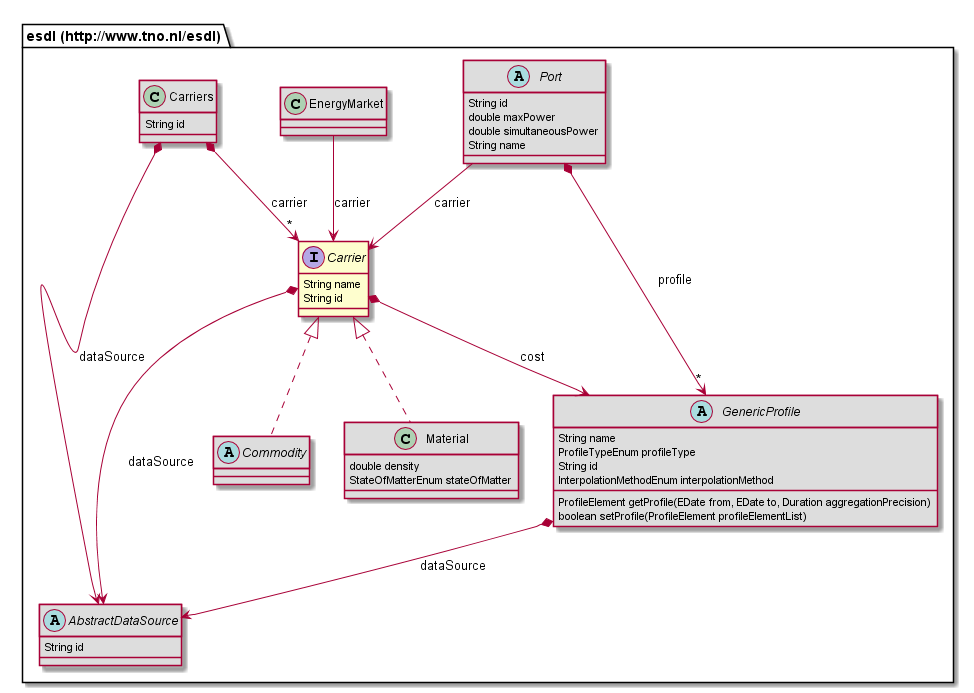 esdl (http://www.tno.nl/esdl)
C Carriers
String id
C EnergyMarket
A Port
String id
double maxPower
double simultaneousPower
String name
carrier
*
carrier
carrier
I Carrier
String name
String id
profile
*
dataSource
cost
dataSource
A Commodity
C Material
double density
StateOfMatterEnum stateOfMatter
A GenericProfile
String name
ProfileTypeEnum profileType
String id
InterpolationMethodEnum interpolationMethod
ProfileElement getProfile(EDate from, EDate to, Duration aggregationPrecision)
boolean setProfile(ProfileElement profileElementList)
dataSource
A AbstractDataSource
String id